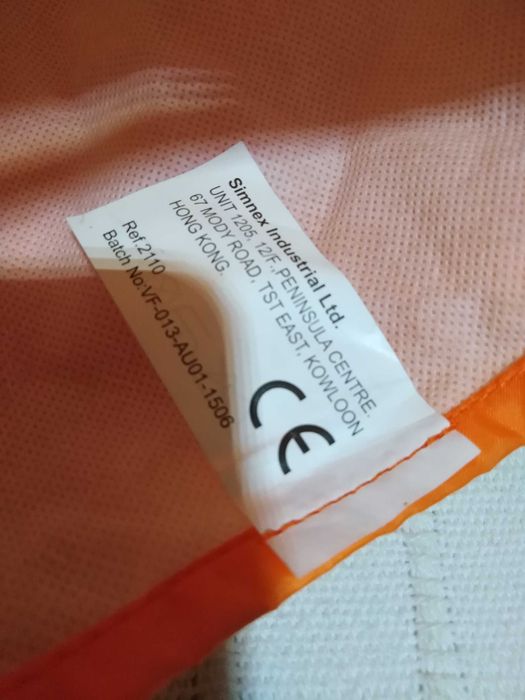 Simnex Industrial Ltd.
UNIT 1205, 12/F.,PENINSULA CENTRE.
67 MODY ROAD, TST EAST, KOWLOON
HONG KONG.
Ref.2110
Batch No:VF-013-AU01-1506
CE